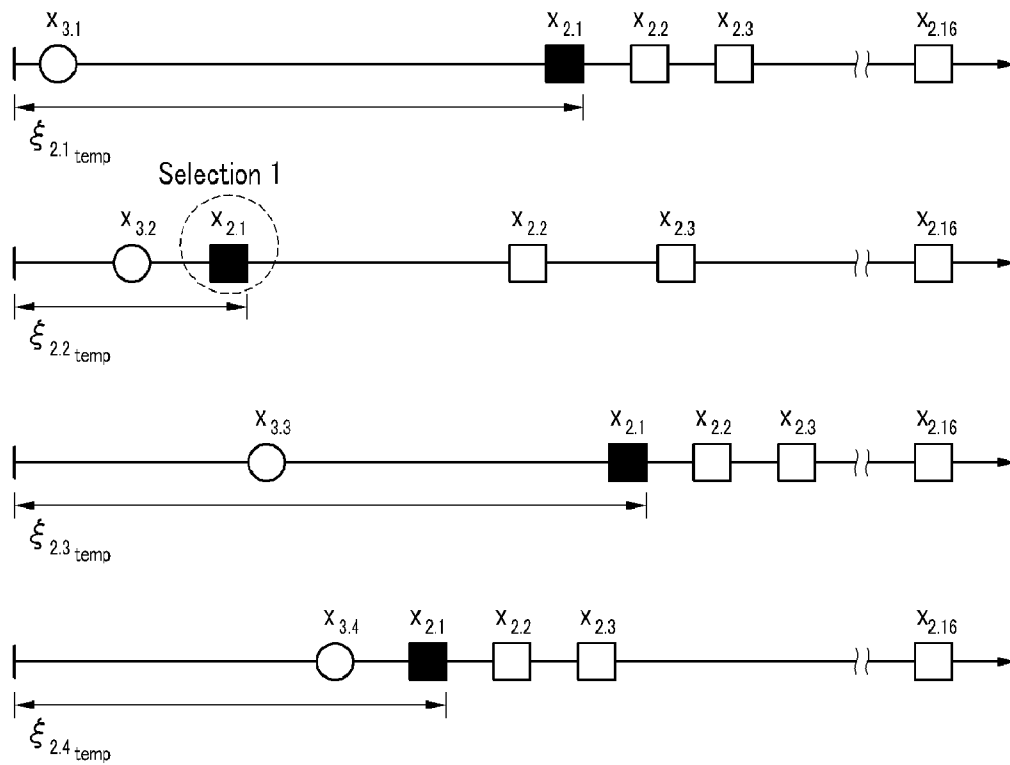 x3.1 x2.1 x2.2 x2.3 x2.16
ξ2.1temp
Selection 1
x3.2 x2.1 x2.2 x2.3 x2.16
ξ2.2temp
x3.3 x2.1 x2.2 x2.3 x2.16
ξ2.3temp
x3.4 x2.1 x2.2 x2.3 x2.16
ξ2.4temp